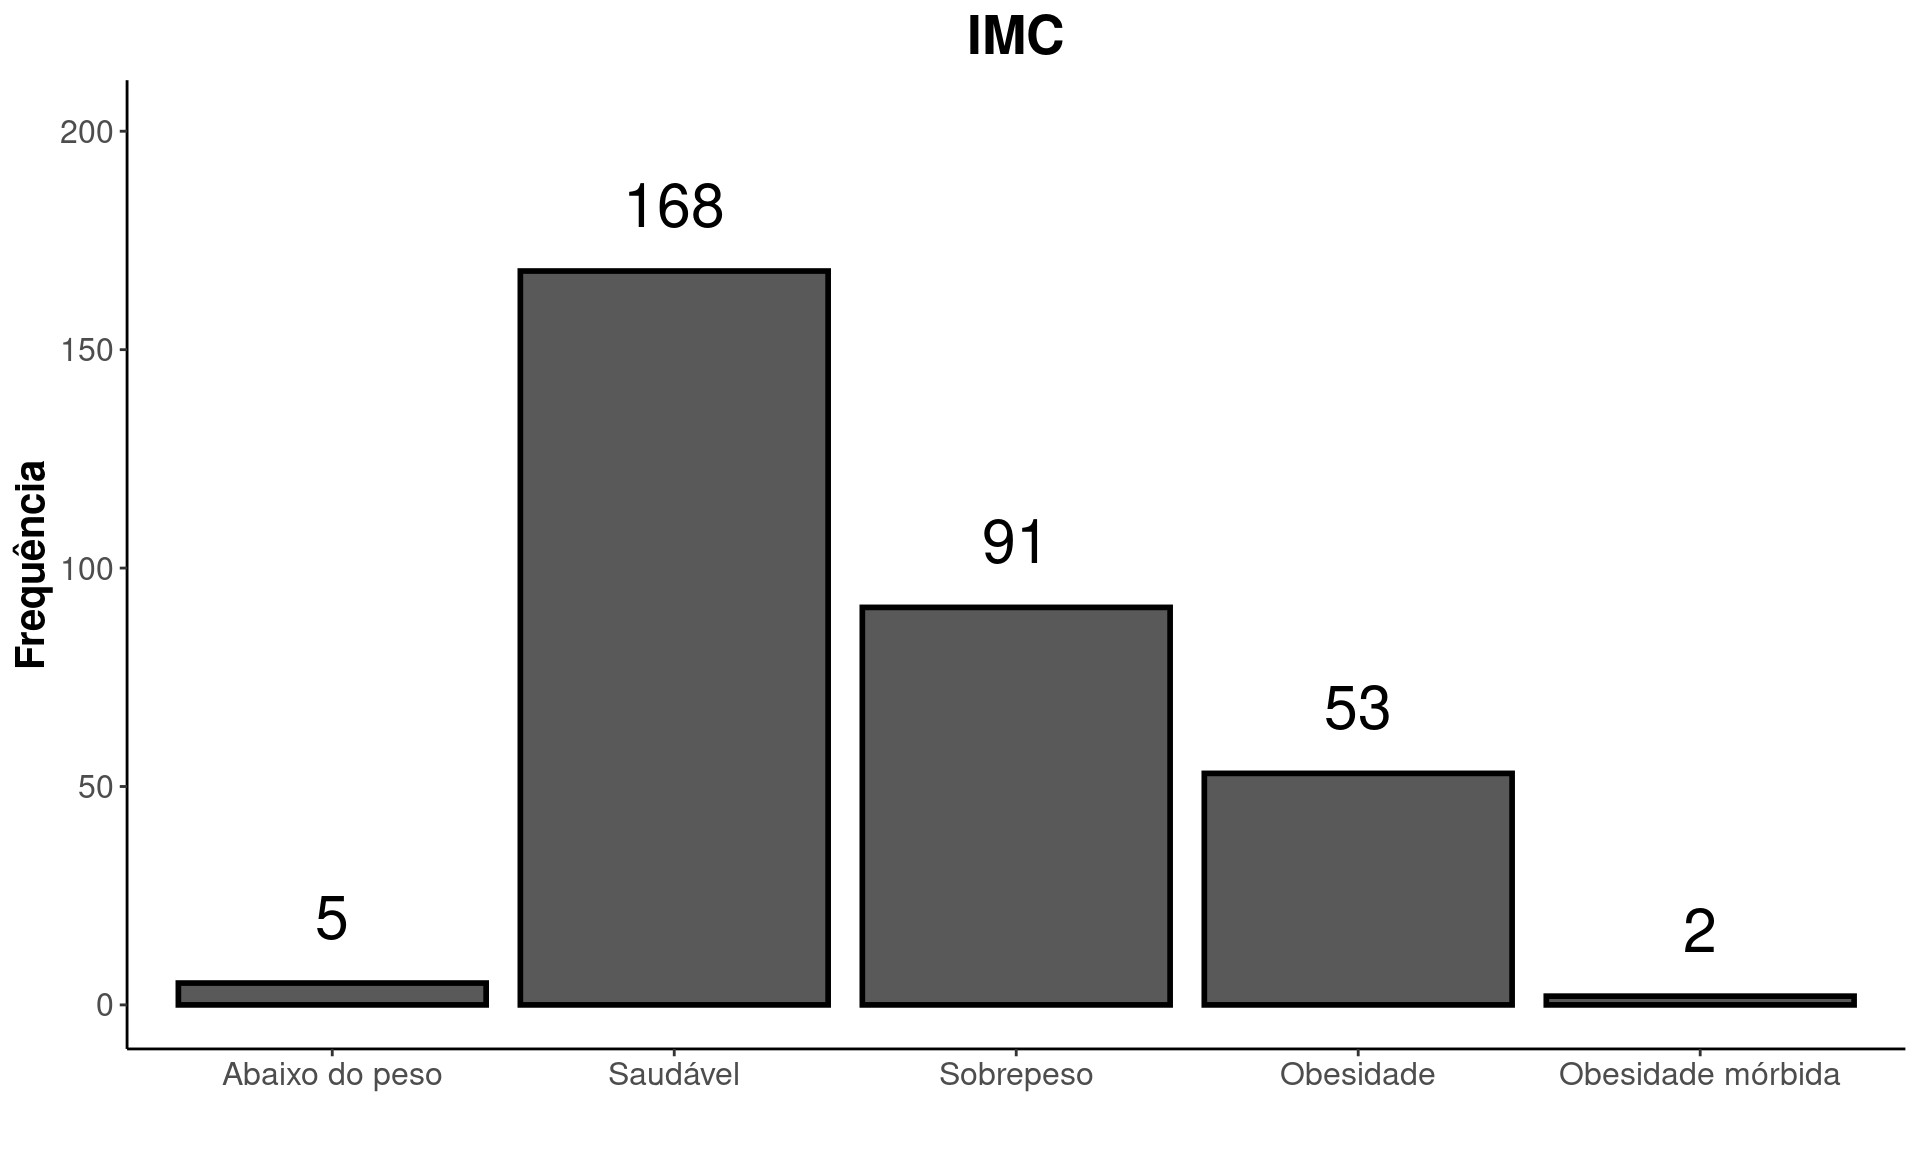 IMC
Frequência
200
150
100
50
0
5
168
91
53
2
Abaixo do peso
Saudável
Sobrepeso
Obesidade
Obesidade mórbida